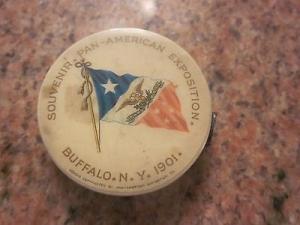 SOUVENIR. PAN-AMERICAN EXPOSITION.
BUFFALO. N. Y. 1901.